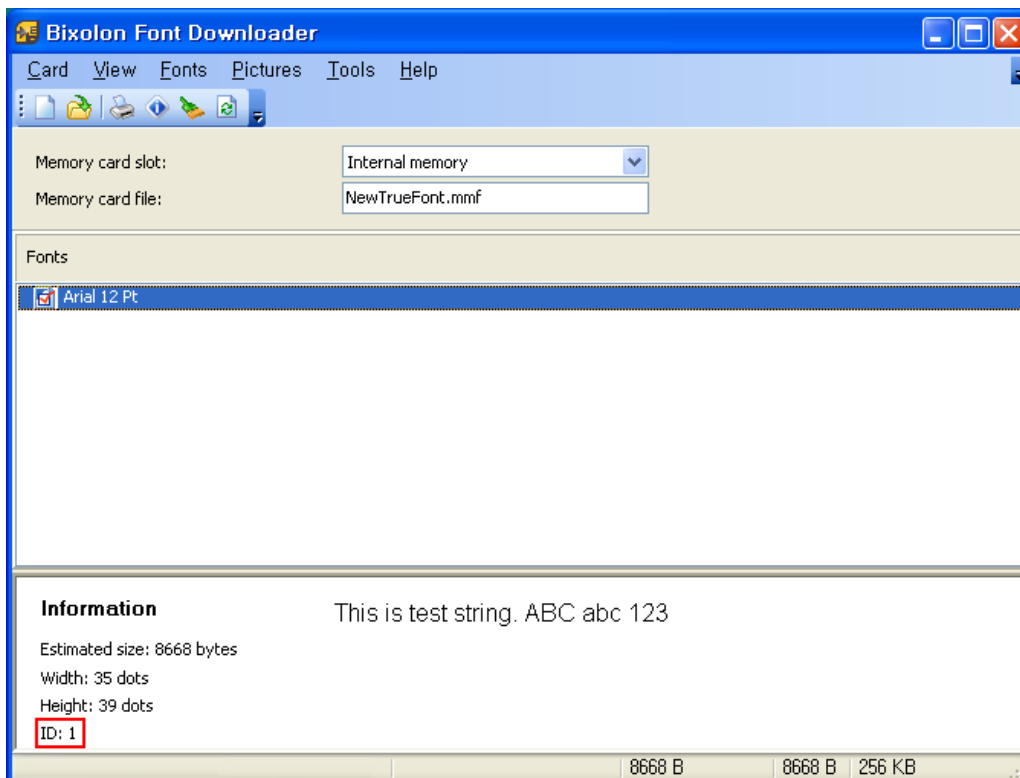 Bixolon Font Downloader
Card View Fonts Pictures Tools Help
Memory card slot: Internal memory
Memory card file: NewTrueFont.mmf
Fonts
Arial 12 Pt
Information This is test string. ABC abc 123
Estimated size: 8668 bytes
Width: 35 dots
Height: 39 dots
ID: 1
8668 B 8668 B 256 KB